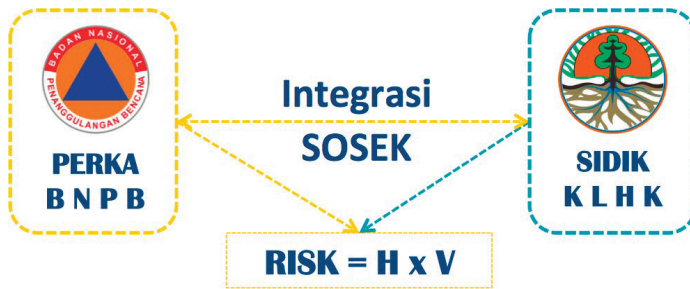 BADAN NASIONAL
PENANGGULANGAN BENCANA
PERKA
B N P B
Integrasi
SOSEK
SIDIK
K L H K
RISK = H x V